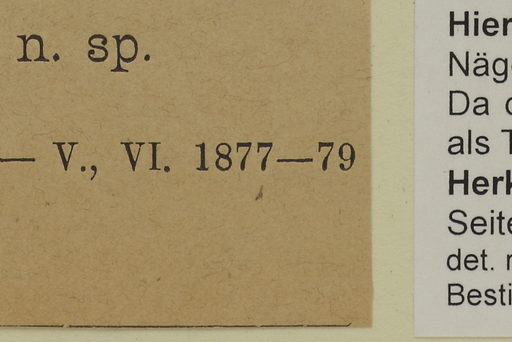 n. sp.
— V., VI. 1877—79
Hier
Näg
Da
als T
Herk
Seite
det.
Besti